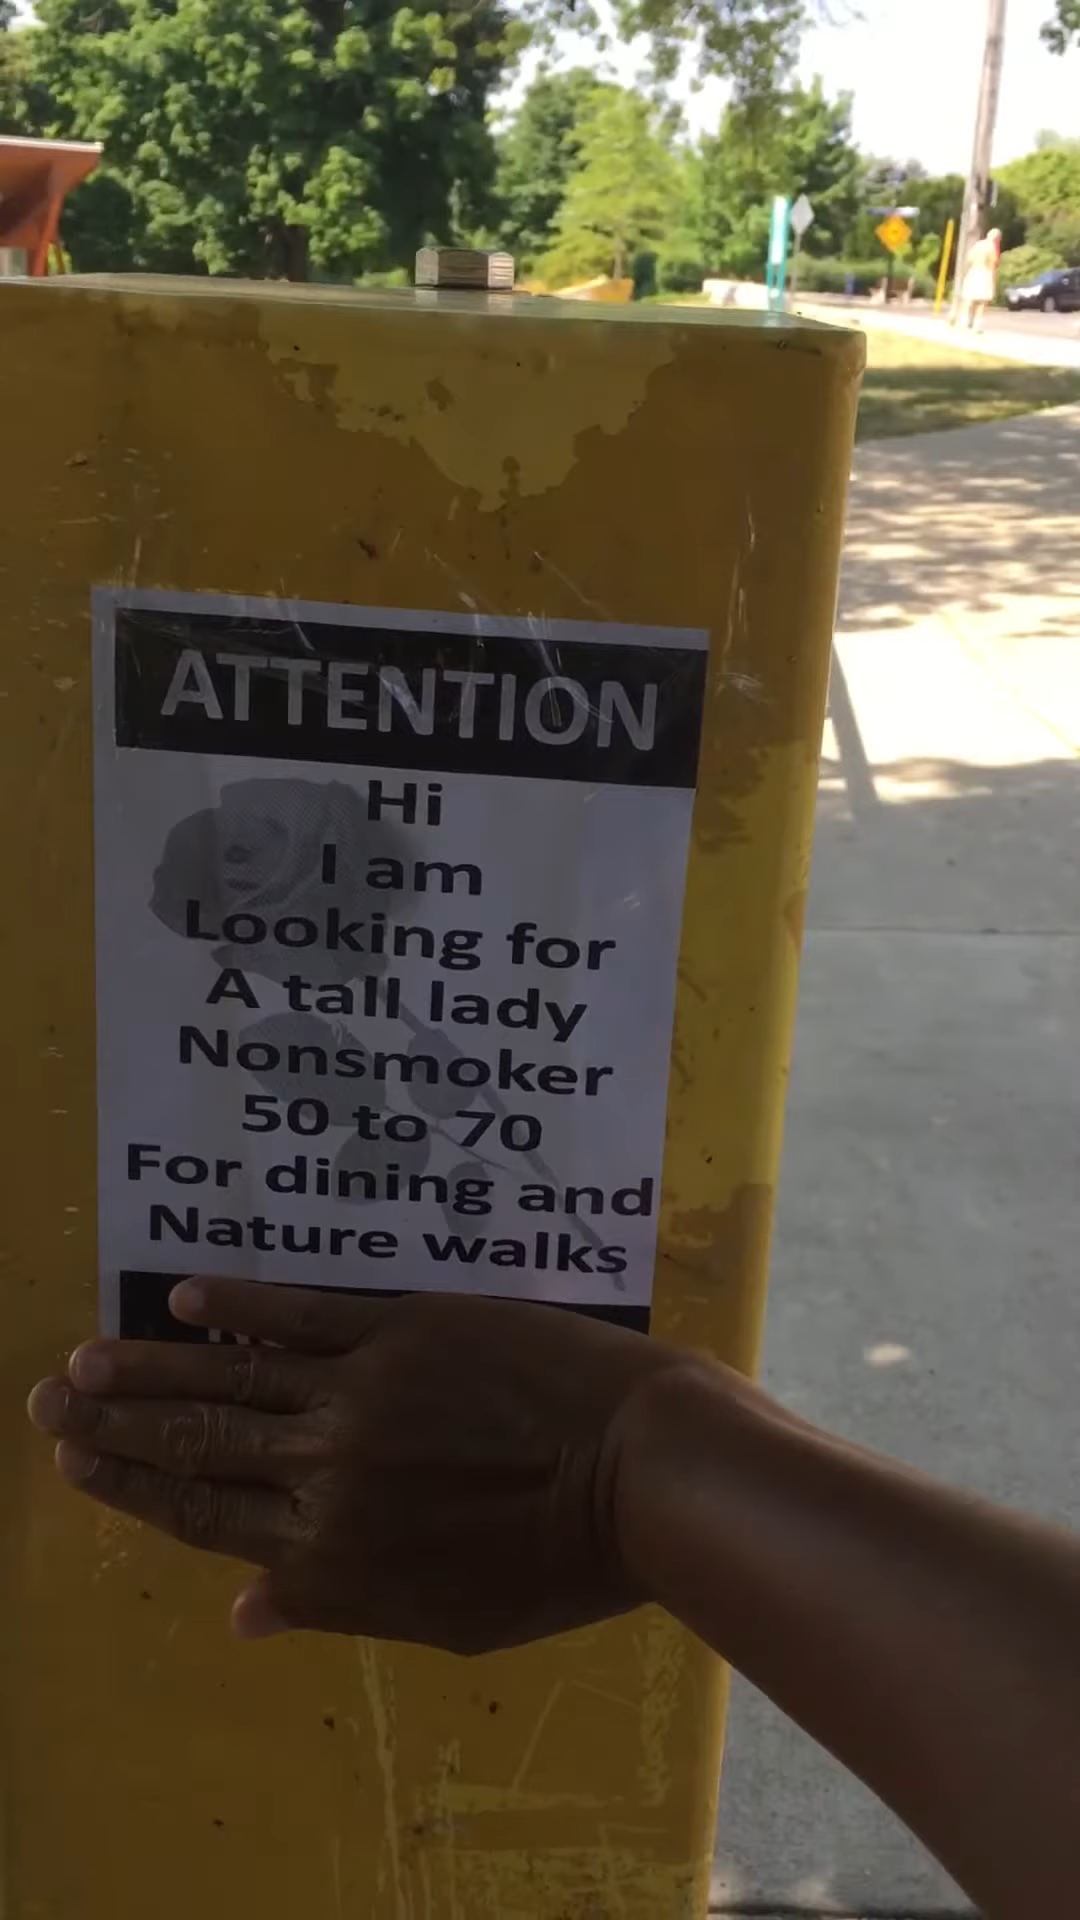 ATTENTION
Hi
I am
Looking for
A tall lady
Nonsmoker
50 to 70
For dining and
Nature walks